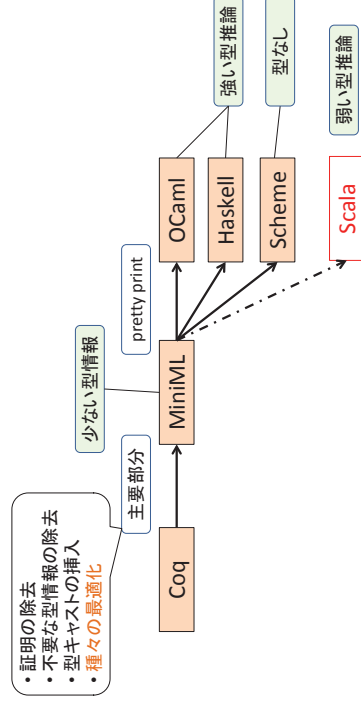 ・証明の除去
・不要な型情報の除去
・型キャストの挿入
・種々の最適化
主要部分
少ない型情報
pretty print
Coq
MiniML
OCaml
Haskell
Scheme
Scala
強い型推論
型なし
弱い型推論